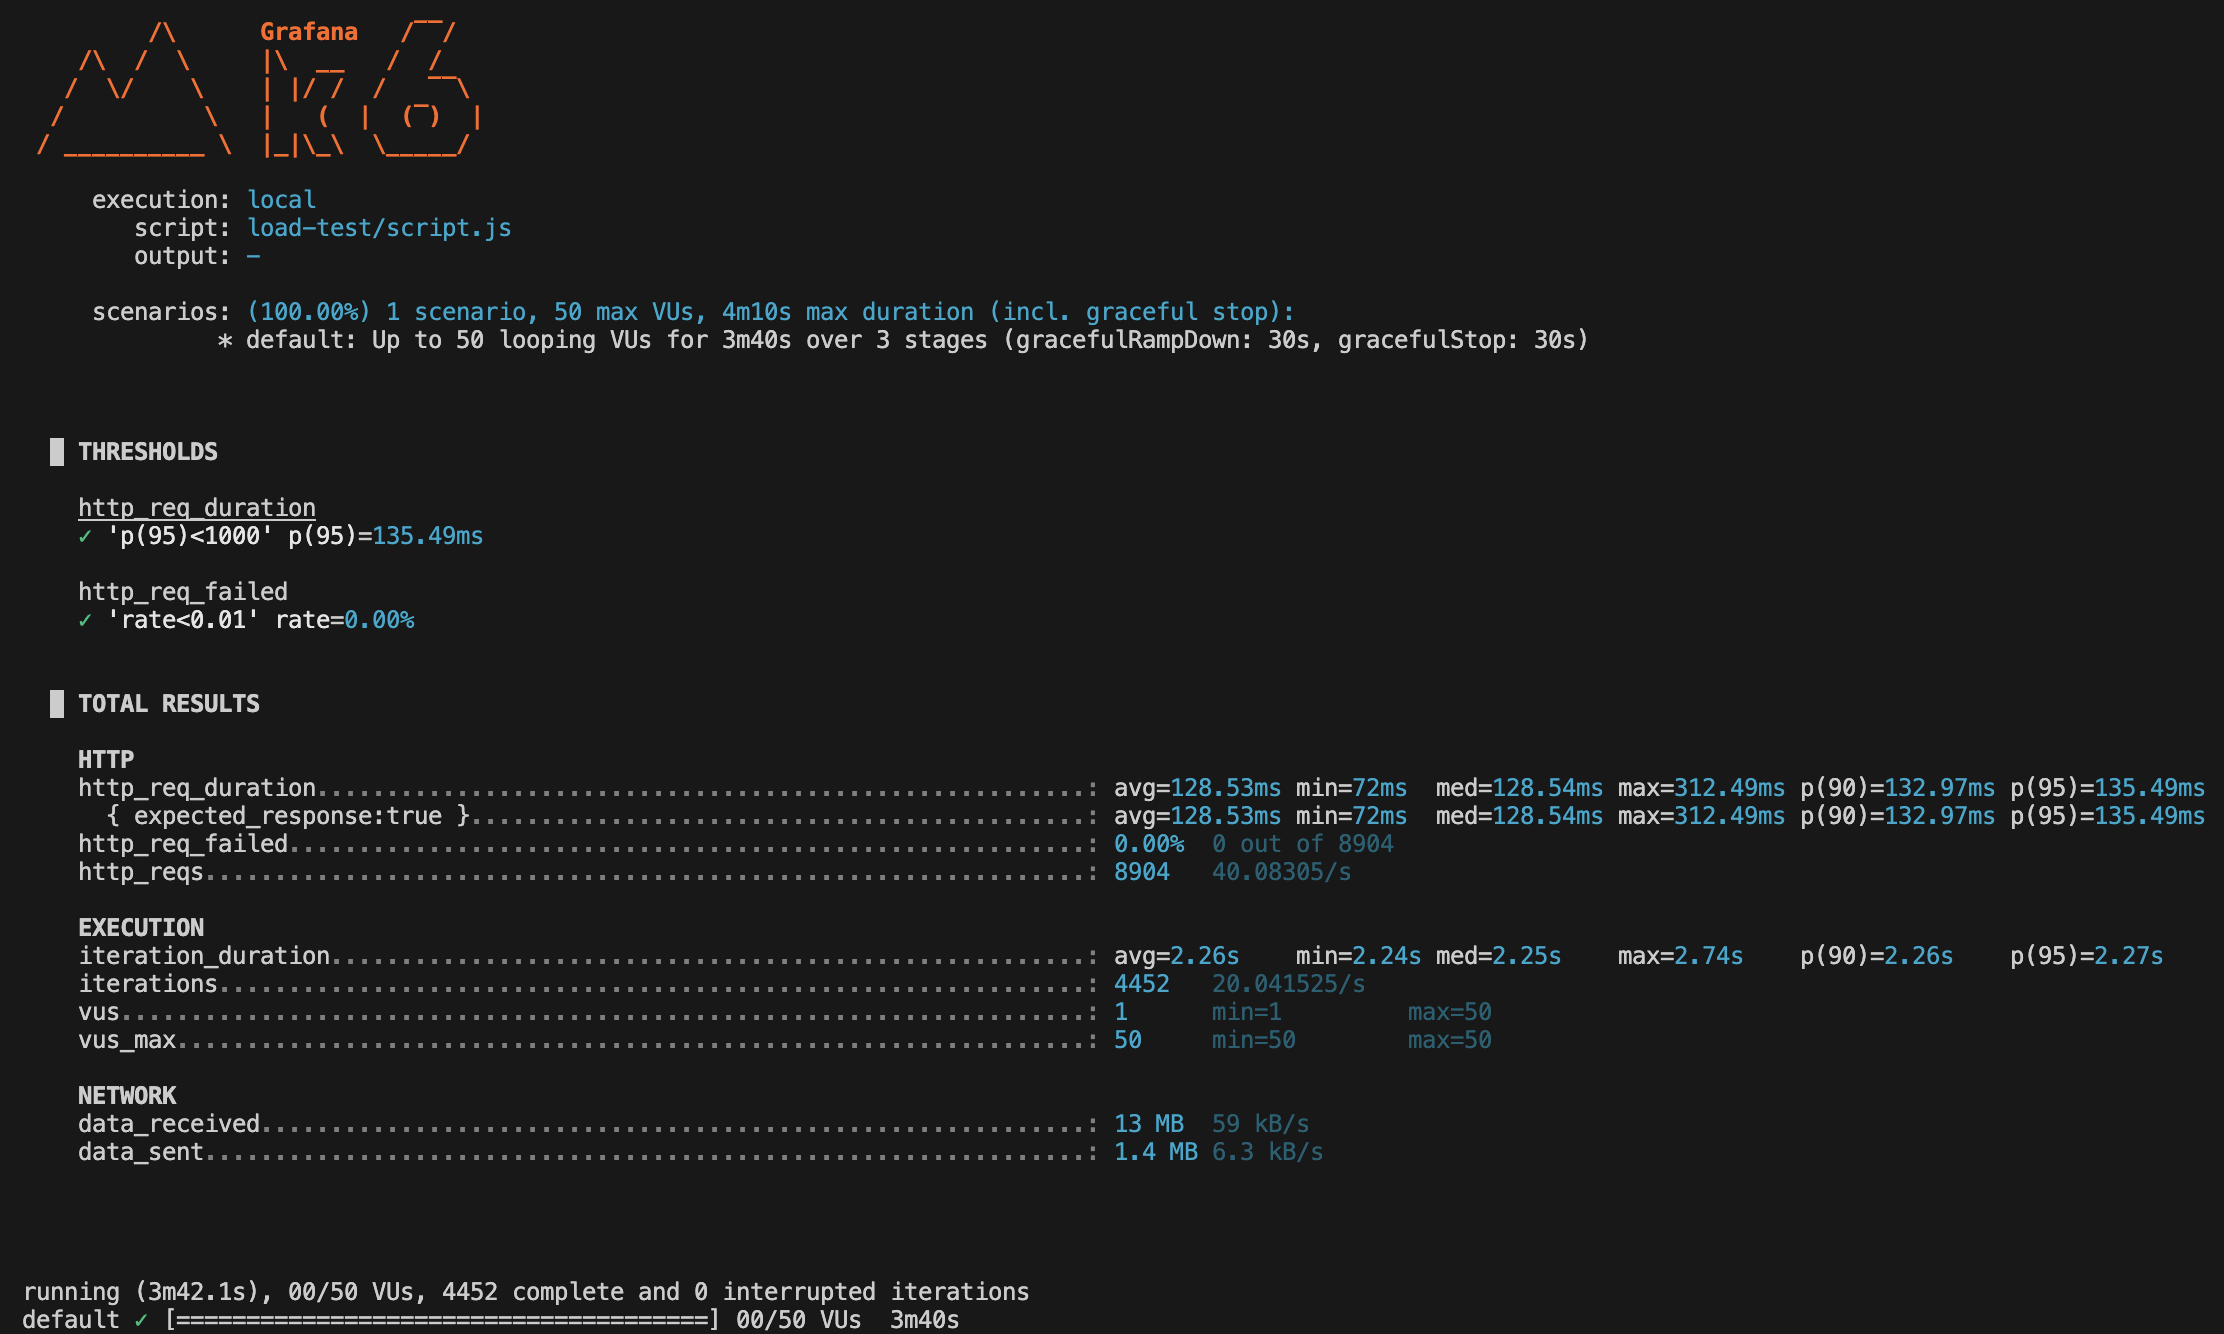 /\      Grafana   /‾‾/
    /\  /  \     |\  __   /  /
   /  \/    \    | |/ /  /   ‾‾\
  /          \   |   (  |  (‾)  |
 / __________ \  |_|\_\  \_____/
execution: local
script: load-test/script.js
output: -
scenarios: (100.00%) 1 scenario, 50 max VUs, 4m10s max duration (incl. graceful stop):
* default: Up to 50 looping VUs for 3m40s over 3 stages (gracefulRampDown: 30s, gracefulStop: 30s)
█ THRESHOLDS
http_req_duration
✓ 'p(95)<1000' p(95)=135.49ms
http_req_failed
✓ 'rate<0.01' rate=0.00%
█ TOTAL RESULTS
HTTP
http_req_duration.......................................................: avg=128.53ms min=72ms  med=128.54ms max=312.49ms p(90)=132.97ms p(95)=135.49ms
{ expected_response:true }............................................: avg=128.53ms min=72ms  med=128.54ms max=312.49ms p(90)=132.97ms p(95)=135.49ms
http_req_failed.........................................................: 0.00%  0 out of 8904
http_reqs...............................................................: 8904   40.08305/s
EXECUTION
iteration_duration......................................................: avg=2.26s    min=2.24s med=2.25s    max=2.74s    p(90)=2.26s    p(95)=2.27s
iterations..............................................................: 4452   20.041525/s
vus.....................................................................: 1      min=1         max=50
vus_max.................................................................: 50     min=50        max=50
NETWORK
data_received...........................................................: 13 MB  59 kB/s
data_sent...............................................................: 1.4 MB 6.3 kB/s
running (3m42.1s), 00/50 VUs, 4452 complete and 0 interrupted iterations
default ✓ [======================================] 00/50 VUs  3m40s